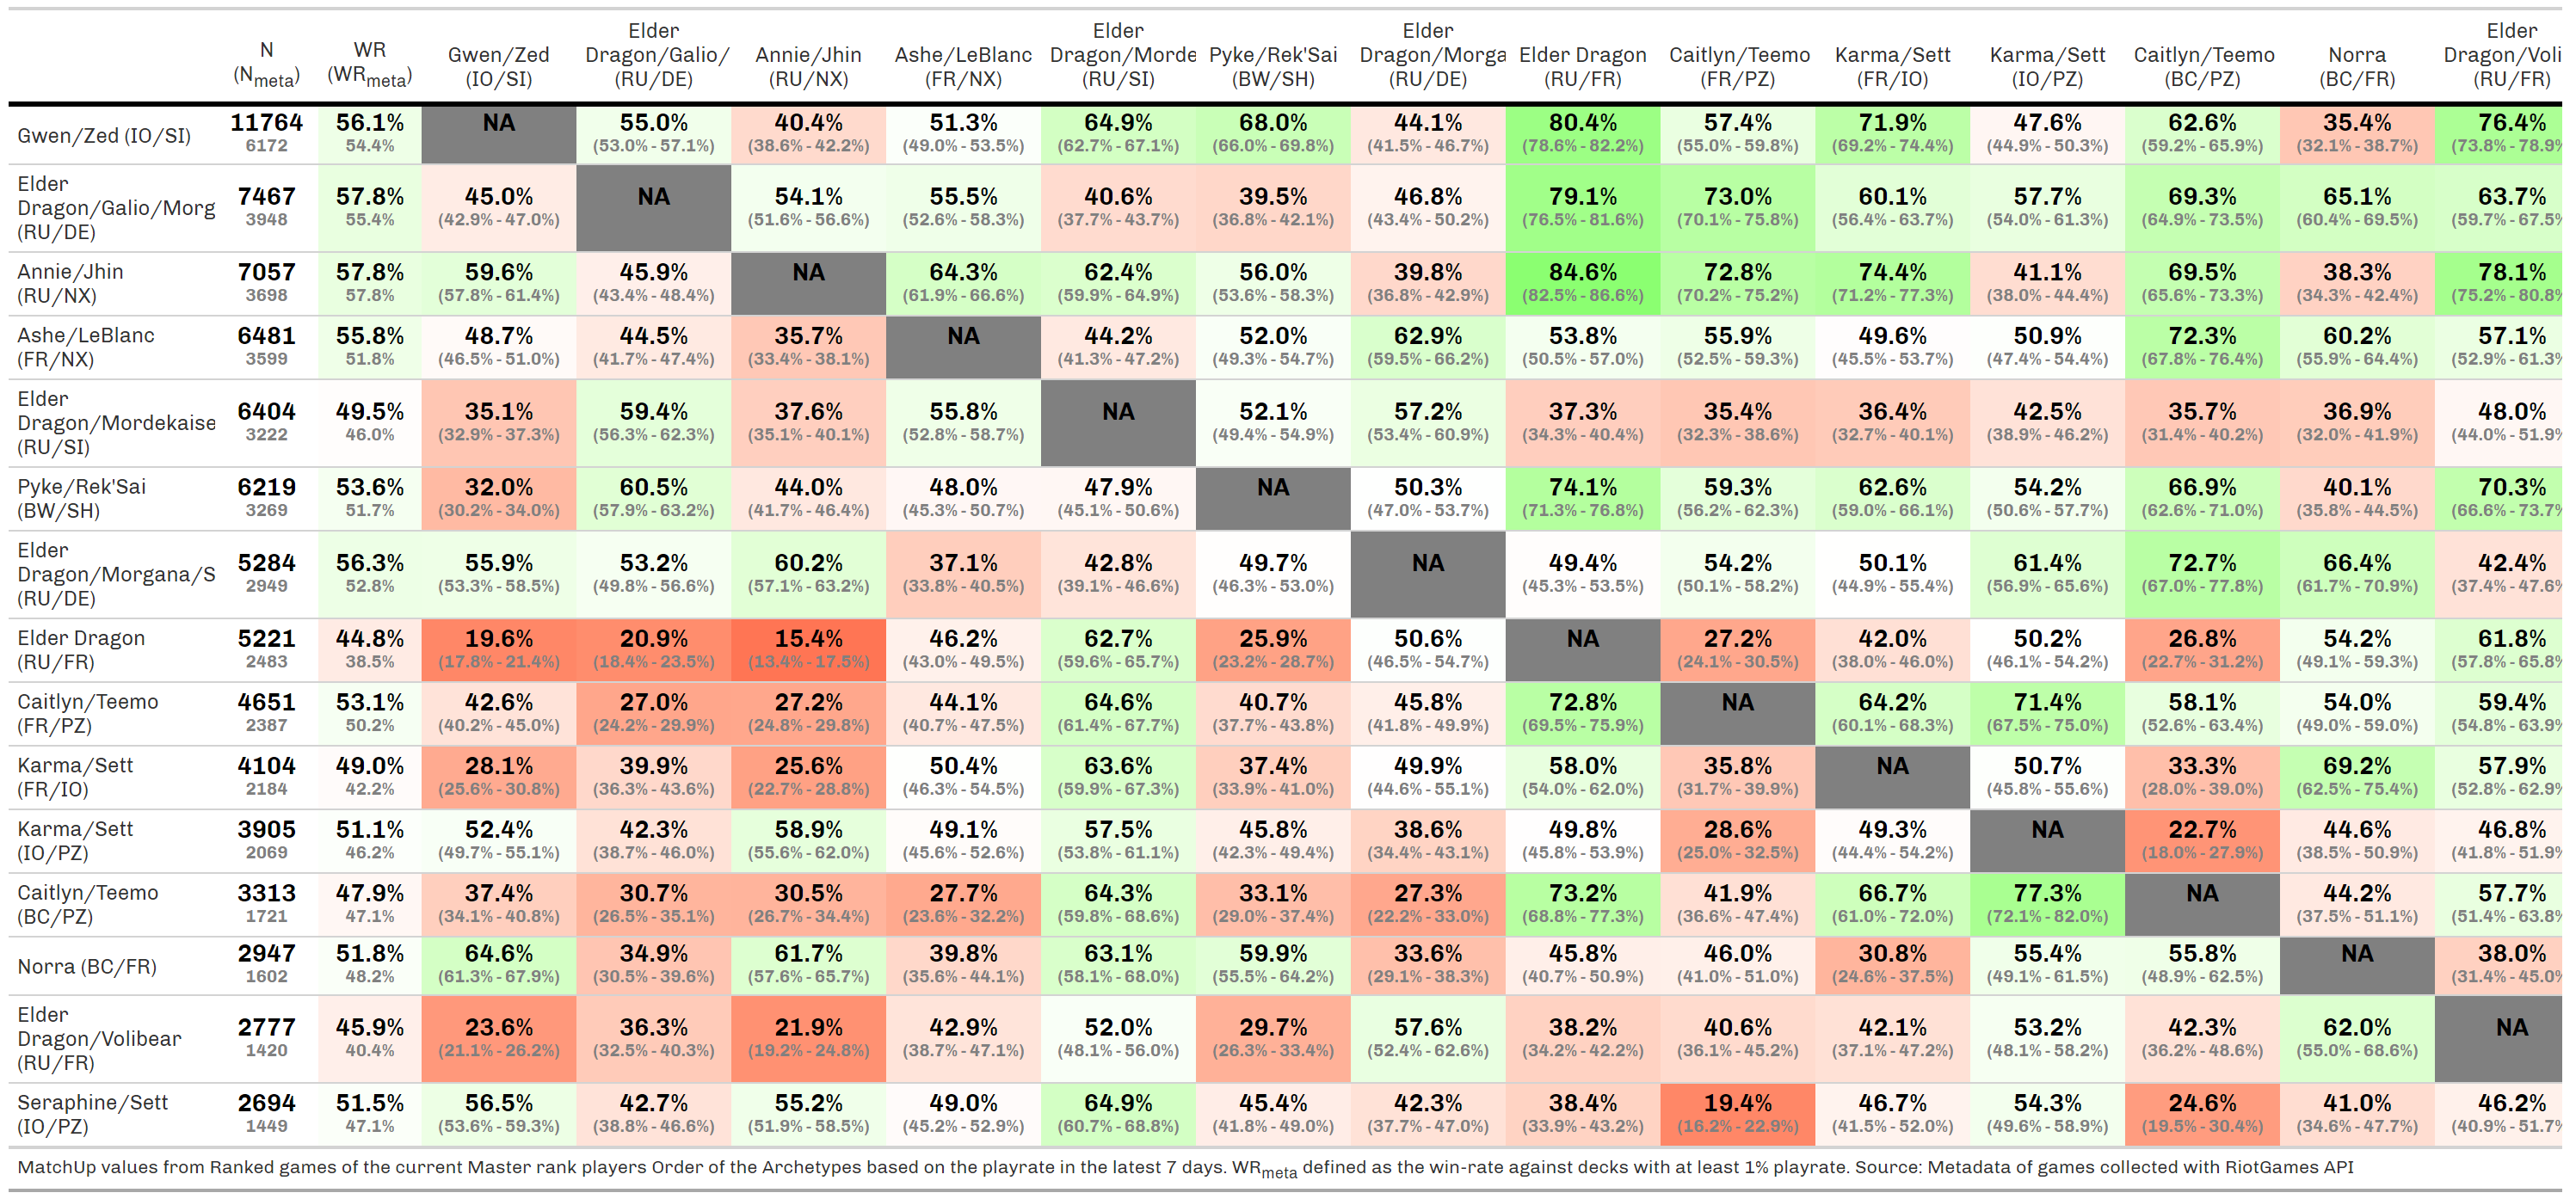 N (Nmeta) WR (WRmeta) Gwen/Zed (IO/SI) Elder Dragon/Galio/ (RU/DE) Annie/Jhin (RU/NX) Ashe/LeBlanc (FR/NX) Elder Dragon/Morde (RU/SI) Pyke/Rek'Sai (BW/SH) Elder Dragon/Morga (RU/DE) Elder Dragon (RU/FR) Caitlyn/Teemo (FR/PZ) Karma/Sett (FR/IO) Karma/Sett (IO/PZ) Caitlyn/Teemo (BC/PZ) Norra (BC/FR) Elder Dragon/Voli (RU/FR)
Gwen/Zed (IO/SI) 11764 56.1% NA 55.0% 40.4% 51.3% 64.9% 68.0% 44.1% 80.4% 57.4% 71.9% 47.6% 62.6% 35.4% 76.4%
6172 54.4% (53.0% - 57.1%) (38.6% - 42.2%) (49.0% - 53.5%) (62.7% - 67.1%) (66.0% - 69.8%) (41.5% - 46.7%) (78.6% - 82.2%) (55.0% - 59.8%) (69.2% - 74.4%) (44.9% - 50.3%) (59.2% - 65.9%) (32.1% - 38.7%) (73.8% - 78.9%
Elder Dragon/Galio/Morg (RU/DE) 7467 57.8% 45.0% NA 54.1% 55.5% 40.6% 39.5% 46.8% 79.1% 73.0% 60.1% 57.7% 69.3% 65.1% 63.7%
3948 55.4% (42.9% - 47.0%) (51.6% - 56.6%) (52.6% - 58.3%) (37.7% - 43.7%) (36.8% - 42.1%) (43.4% - 50.2%) (76.5% - 81.6%) (70.1% - 75.8%) (56.4% - 63.7%) (54.0% - 61.3%) (64.9% - 73.5%) (60.4% - 69.5%) (59.7% - 67.5%
Annie/Jhin (RU/NX) 7057 57.8% 59.6% 45.9% NA 64.3% 62.4% 56.0% 39.8% 84.6% 72.8% 74.4% 41.1% 69.5% 38.3% 78.1%
3698 57.8% (57.8% - 61.4%) (43.4% - 48.4%) (61.9% - 66.6%) (59.9% - 64.9%) (53.6% - 58.3%) (36.8% - 42.9%) (82.5% - 86.6%) (70.2% - 75.2%) (71.2% - 77.3%) (38.0% - 44.4%) (65.6% - 73.3%) (34.3% - 42.4%) (75.2% - 80.8%
Ashe/LeBlanc (FR/NX) 6481 55.8% 48.7% 44.5% 35.7% NA 44.2% 52.0% 62.9% 53.8% 55.9% 49.6% 50.9% 72.3% 60.2% 57.1%
3599 51.8% (46.5% - 51.0%) (41.7% - 47.4%) (33.4% - 38.1%) (41.3% - 47.2%) (49.3% - 54.7%) (59.5% - 66.2%) (50.5% - 57.0%) (52.5% - 59.3%) (45.5% - 53.7%) (47.4% - 54.4%) (67.8% - 76.4%) (55.9% - 64.4%) (52.9% - 61.3%
Elder Dragon/Mordekaise (RU/SI) 6404 49.5% 35.1% 59.4% 37.6% 55.8% NA 52.1% 57.2% 37.3% 35.4% 36.4% 42.5% 35.7% 36.9% 48.0%
3222 46.0% (32.9% - 37.3%) (56.3% - 62.3%) (35.1% - 40.1%) (52.8% - 58.7%) (49.4% - 54.9%) (53.4% - 60.9%) (34.3% - 40.4%) (32.3% - 38.6%) (32.7% - 40.1%) (38.9% - 46.2%) (31.4% - 40.2%) (32.0% - 41.9%) (44.0% - 51.9%
Pyke/Rek'Sai (BW/SH) 6219 53.6% 32.0% 60.5% 44.0% 48.0% 47.9% NA 50.3% 74.1% 59.3% 62.6% 54.2% 66.9% 40.1% 70.3%
3269 51.7% (30.2% - 34.0%) (57.9% - 63.2%) (41.7% - 46.4%) (45.3% - 50.7%) (45.1% - 50.6%) (47.0% - 53.7%) (71.3% - 76.8%) (56.2% - 62.3%) (59.0% - 66.1%) (50.6% - 57.7%) (62.6% - 71.0%) (35.8% - 44.5%) (66.6% - 73.7%
Elder Dragon/Morgana/S (RU/DE) 5284 56.3% 55.9% 53.2% 60.2% 37.1% 42.8% 49.7% NA 49.4% 54.2% 50.1% 61.4% 72.7% 66.4% 42.4%
2949 52.8% (53.3% - 58.5%) (49.8% - 56.6%) (57.1% - 63.2%) (33.8% - 40.5%) (39.1% - 46.6%) (46.3% - 53.0%) (45.3% - 53.5%) (50.1% - 58.2%) (44.9% - 55.4%) (56.9% - 65.6%) (67.0% - 77.8%) (61.7% - 70.9%) (37.4% - 47.6%
Elder Dragon (RU/FR) 5221 44.8% 19.6% 20.9% 15.4% 46.2% 62.7% 25.9% 50.6% NA 27.2% 42.0% 50.2% 26.8% 54.2% 61.8%
2483 38.5% (17.8% - 21.4%) (18.4% - 23.5%) (13.4% - 17.5%) (43.0% - 49.5%) (59.6% - 65.7%) (23.2% - 28.7%) (46.5% - 54.7%) (24.1% - 30.5%) (38.0% - 46.0%) (46.1% - 54.2%) (22.7% - 31.2%) (49.1% - 59.3%) (57.8% - 65.8%
Caitlyn/Teemo (FR/PZ) 4651 53.1% 42.6% 27.0% 27.2% 44.1% 64.6% 40.7% 45.8% 72.8% NA 64.2% 71.4% 58.1% 54.0% 59.4%
2387 50.2% (40.2% - 45.0%) (24.2% - 29.9%) (24.8% - 29.8%) (40.7% - 47.5%) (61.4% - 67.7%) (37.7% - 43.8%) (41.8% - 49.9%) (69.5% - 75.9%) (60.1% - 68.3%) (67.5% - 75.0%) (52.6% - 63.4%) (49.0% - 59.0%) (54.8% - 63.9%
Karma/Sett (FR/IO) 4104 49.0% 28.1% 39.9% 25.6% 50.4% 63.6% 37.4% 49.9% 58.0% 35.8% NA 50.7% 33.3% 69.2% 57.9%
2184 42.2% (25.6% - 30.8%) (36.3% - 43.6%) (22.7% - 28.8%) (46.3% - 54.5%) (59.9% - 67.3%) (33.9% - 41.0%) (44.6% - 55.1%) (54.0% - 62.0%) (31.7% - 39.9%) (45.8% - 55.6%) (28.0% - 39.0%) (62.5% - 75.4%) (52.8% - 62.9%
Karma/Sett (IO/PZ) 3905 51.1% 52.4% 42.3% 58.9% 49.1% 57.5% 45.8% 38.6% 49.8% 28.6% 49.3% NA 22.7% 44.6% 46.8%
2069 46.2% (49.7% - 55.1%) (38.7% - 46.0%) (55.6% - 62.0%) (45.6% - 52.6%) (53.8% - 61.1%) (42.3% - 49.4%) (34.4% - 43.1%) (45.8% - 53.9%) (25.0% - 32.5%) (44.4% - 54.2%) (18.0% - 27.9%) (38.5% - 50.9%) (41.8% - 51.9%
Caitlyn/Teemo (BC/PZ) 3313 47.9% 37.4% 30.7% 30.5% 27.7% 64.3% 33.1% 27.3% 73.2% 41.9% 66.7% 77.3% NA 44.2% 57.7%
1721 47.1% (34.1% - 40.8%) (26.5% - 35.1%) (26.7% - 34.4%) (23.6% - 32.2%) (59.8% - 68.6%) (29.0% - 37.4%) (22.2% - 33.0%) (68.8% - 77.3%) (36.6% - 47.4%) (61.0% - 72.0%) (72.1% - 82.0%) (37.5% - 51.1%) (51.4% - 63.8%
Norra (BC/FR) 2947 51.8% 64.6% 34.9% 61.7% 39.8% 63.1% 59.9% 33.6% 45.8% 46.0% 30.8% 55.4% 55.8% NA 38.0%
1602 48.2% (61.3% - 67.9%) (30.5% - 39.6%) (57.6% - 65.7%) (35.6% - 44.1%) (58.1% - 68.0%) (55.5% - 64.2%) (29.1% - 38.3%) (40.7% - 50.9%) (41.0% - 51.0%) (24.6% - 37.5%) (49.1% - 61.5%) (48.9% - 62.5%) (31.4% - 45.0%
Elder Dragon/Volibear (RU/FR) 2777 45.9% 23.6% 36.3% 21.9% 42.9% 52.0% 29.7% 57.6% 38.2% 40.6% 42.1% 53.2% 42.3% 62.0% NA
1420 40.4% (21.1% - 26.2%) (32.5% - 40.3%) (19.2% - 24.8%) (38.7% - 47.1%) (48.1% - 56.0%) (26.3% - 33.4%) (52.4% - 62.6%) (34.2% - 42.2%) (36.1% - 45.2%) (37.1% - 47.2%) (48.1% - 58.2%) (36.2% - 48.6%) (55.0% - 68.6%)
Seraphine/Sett (IO/PZ) 2694 51.5% 56.5% 42.7% 55.2% 49.0% 64.9% 45.4% 42.3% 38.4% 19.4% 46.7% 54.3% 24.6% 41.0% 46.2%
1449 47.1% (53.6% - 59.3%) (38.8% - 46.6%) (51.9% - 58.5%) (45.2% - 52.9%) (60.7% - 68.8%) (41.8% - 49.0%) (37.7% - 47.0%) (33.9% - 43.2%) (16.2% - 22.9%) (41.5% - 52.0%) (49.6% - 58.9%) (19.5% - 30.4%) (34.6% - 47.7%) (40.9% - 51.7%
MatchUp values from Ranked games of the current Master rank players Order of the Archetypes based on the playrate in the latest 7 days. WRmeta defined as the win-rate against decks with at least 1% playrate. Source: Metadata of games collected with RiotGames API